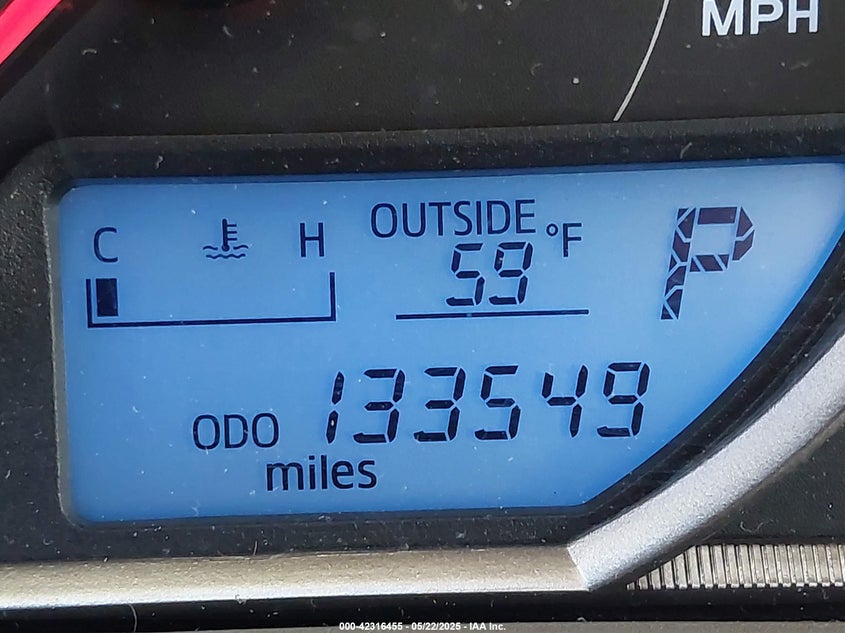 MPH
C H OUTSIDE °F P
59
ODO 133549
miles
000-42316455 - 05/22/2025 - IAA Inc.